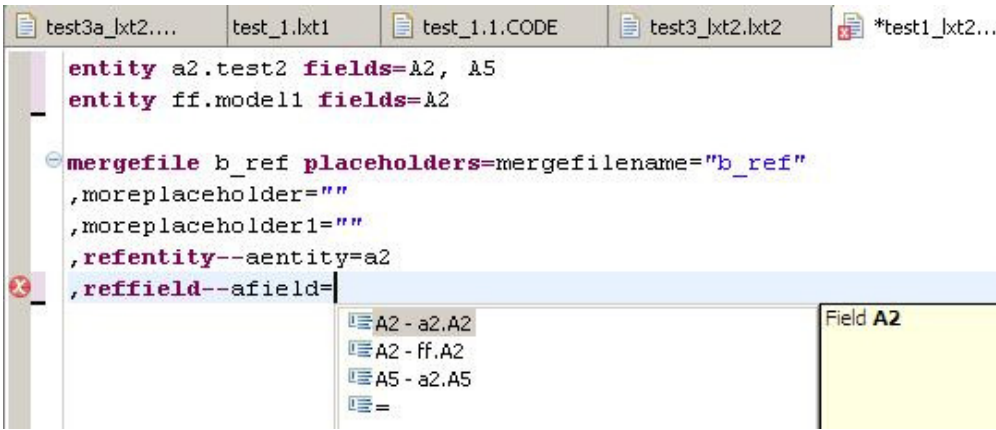 test3a_lxt2.... test_1.lxt1 test_1.1.CODE test3_lxt2.lxt2 *test1_lxt2...
entity a2.test2 fields=A2, A5
entity ff.model1 fields=A2
mergefile b_ref placeholders=mergefilename="b_ref"
,moreplaceholder=""
,moreplaceholder1=""
,refentity--aentity=a2
,reffield--afield=
A2 - a2.A2
A2 - ff.A2
A5 - a2.A5
=
Field A2